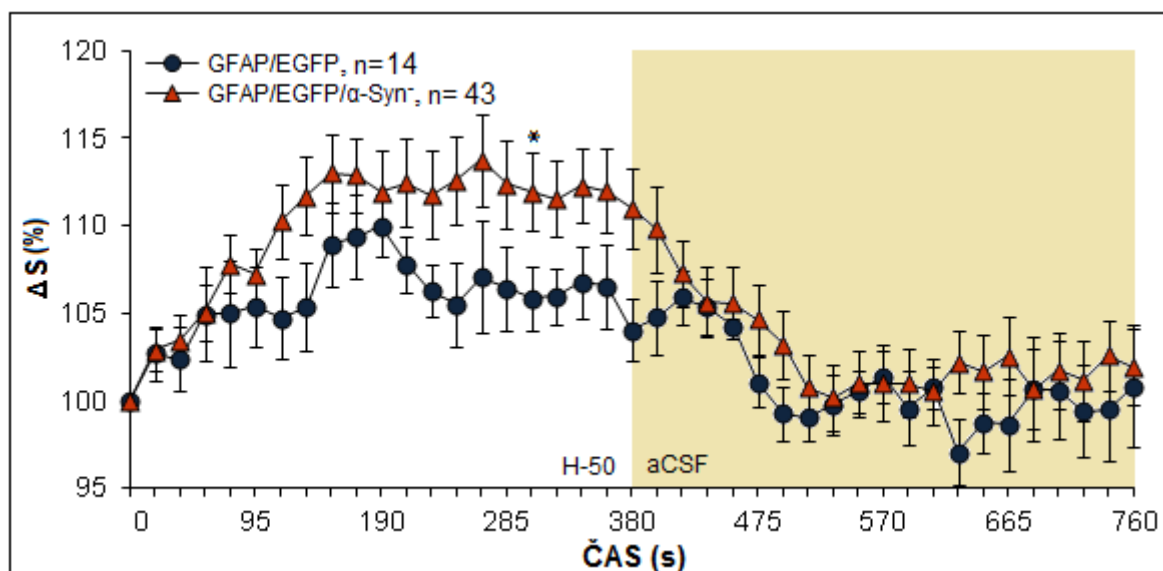 120
115
110
105
100
95
Δ S (%)
GFAP/EGFP, n= 14
GFAP/EGFP/α-Syn⁻, n= 43
*
H-50
aCSF
0 95 190 285 380 475 570 665 760
ČAS (s)